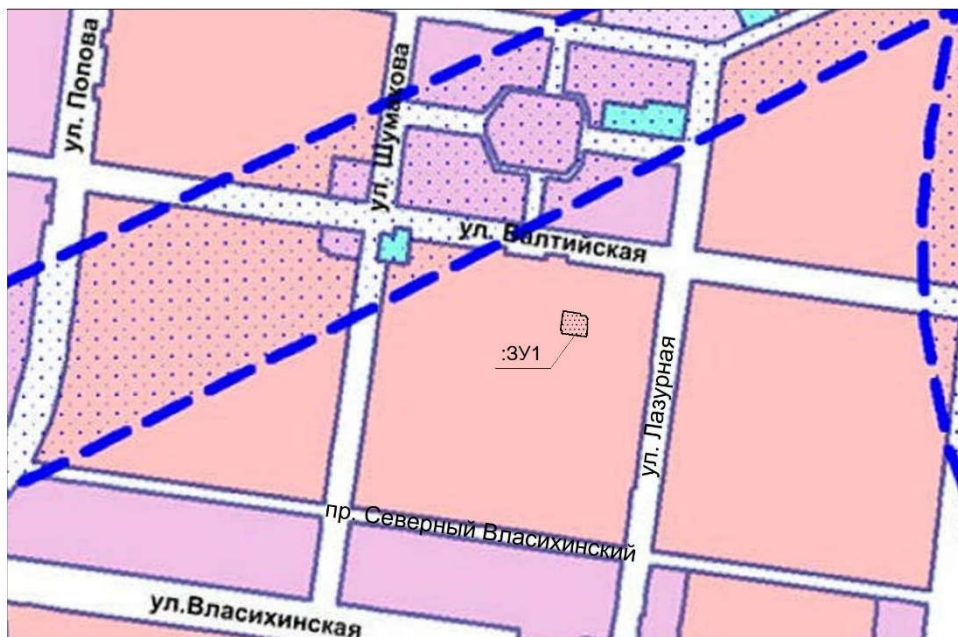 ул. Попова
ул. Шумакова
ул. Балтийская
:ЗУ1
ул. Лазурная
пр. Северный Власихинский
ул.Власихинская